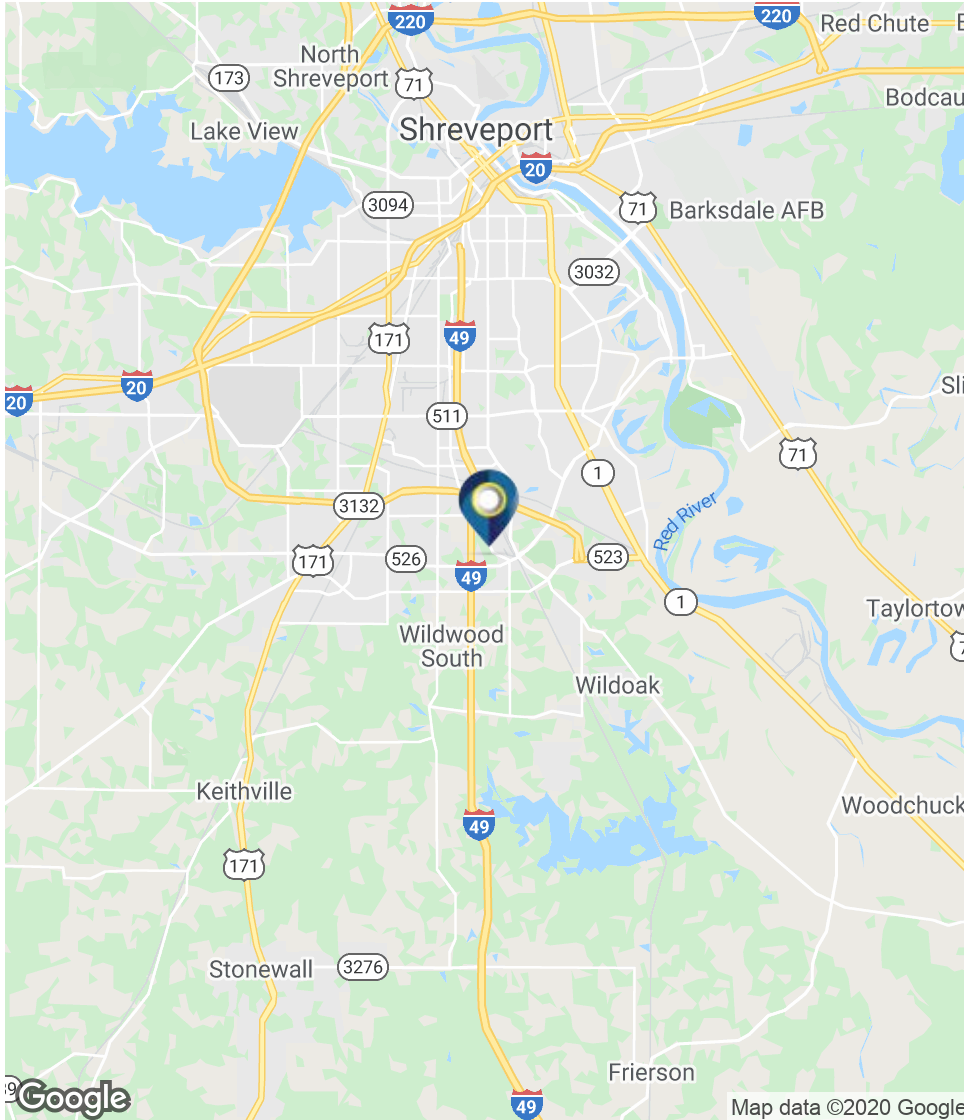 220
220
Red Chute
E
North
Shreveport
173
71
Bodcau
Lake View
Shreveport
20
3094
71
Barksdale AFB
3032
171
49
20
20
Sli
511
71
1
3132
Red River
171
526
523
49
1
Taylortow
7
Wildwood
South
Wildoak
Keithville
Woodchuck
49
171
Stonewall
3276
Frierson
Google
49
Map data ©2020 Google